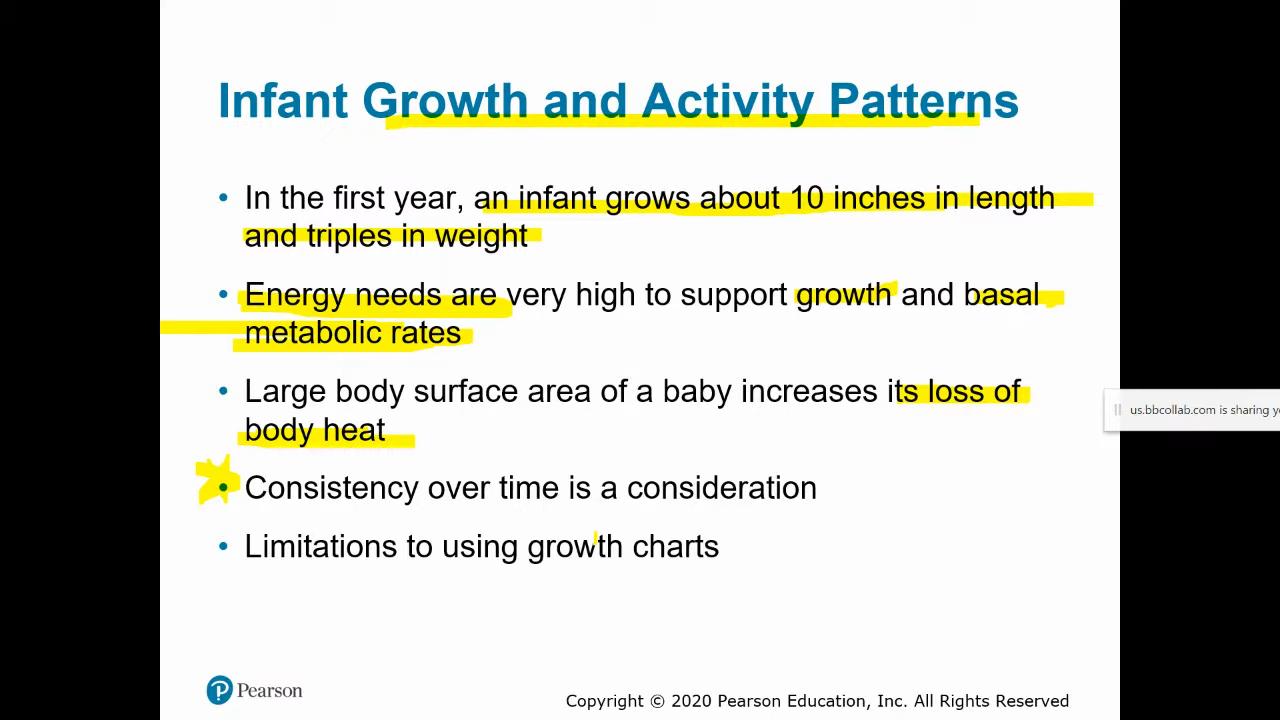 Infant Growth and Activity Patterns
• In the first year, an infant grows about 10 inches in length
and triples in weight
• Energy needs are very high to support growth and basal
metabolic rates
• Large body surface area of a baby increases its loss of
body heat
us.bbcollab.com is sharing yo
• Consistency over time is a consideration
• Limitations to using growth charts
Pearson
Copyright © 2020 Pearson Education, Inc. All Rights Reserved